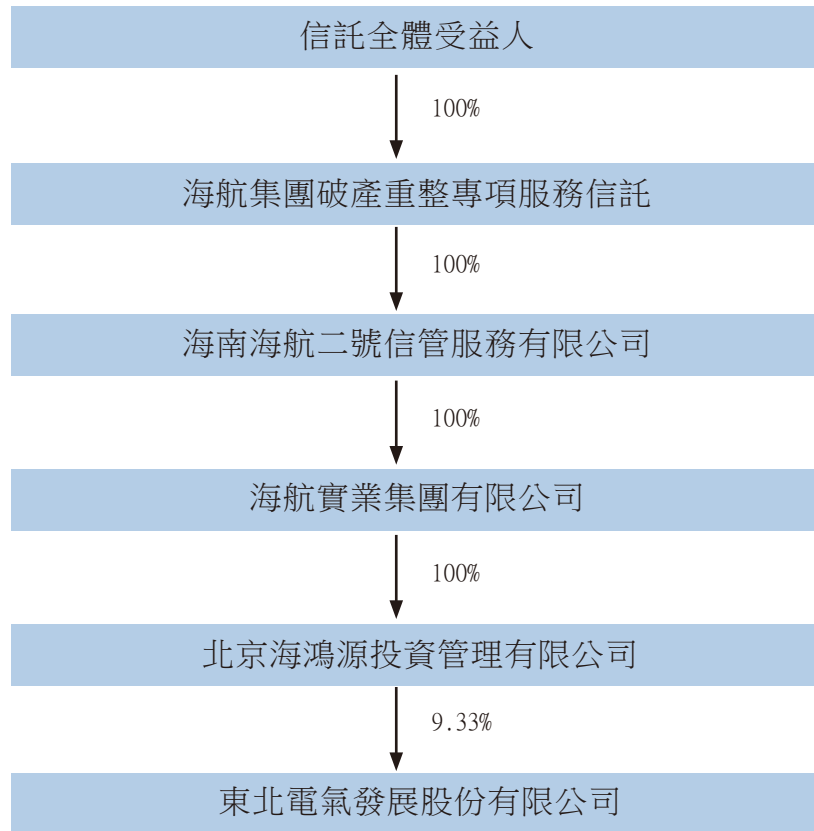 信託全體受益人
100%
海航集團破產重整專項服務信託
100%
海南海航二號信管服務有限公司
100%
海航實業集團有限公司
100%
北京海鴻源投資管理有限公司
9.33%
東北電氣發展股份有限公司